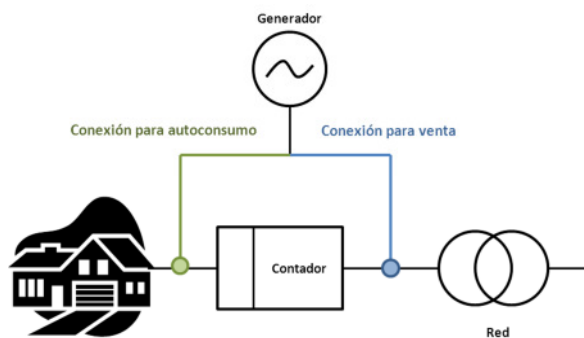 Generador
Conexión para autoconsumo
Conexión para venta
Contador
Red